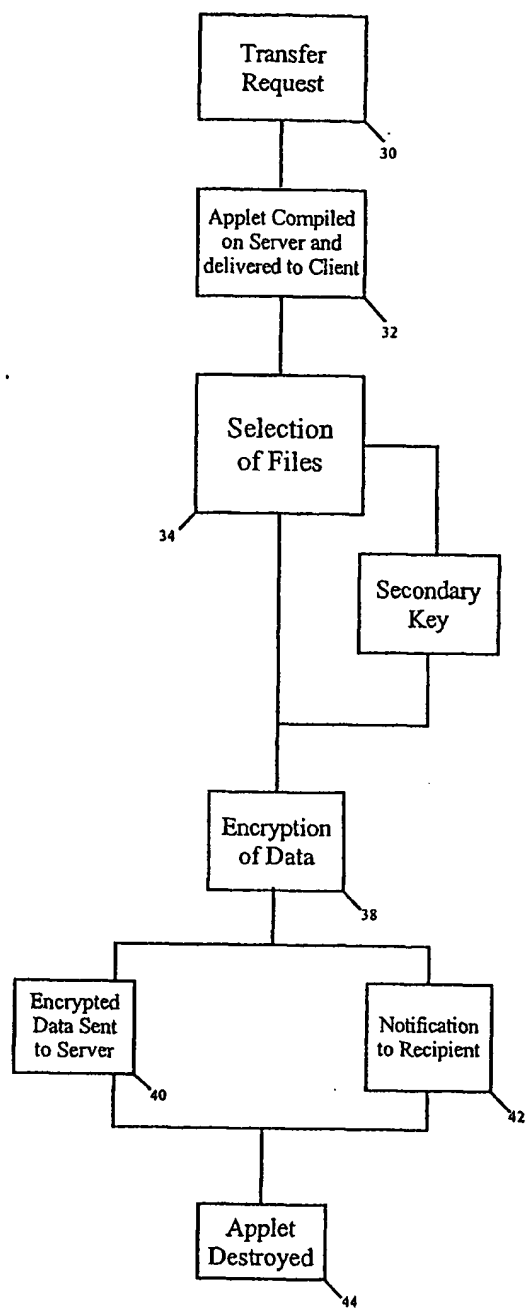 Transfer
Request
30
Applet Compiled
on Server and
delivered to Client
32
Selection
of Files
34
Secondary
Key
Encryption
of Data
38
Encrypted
Data Sent
to Server
40
Notification
to Recipient
42
Applet
Destroyed
44